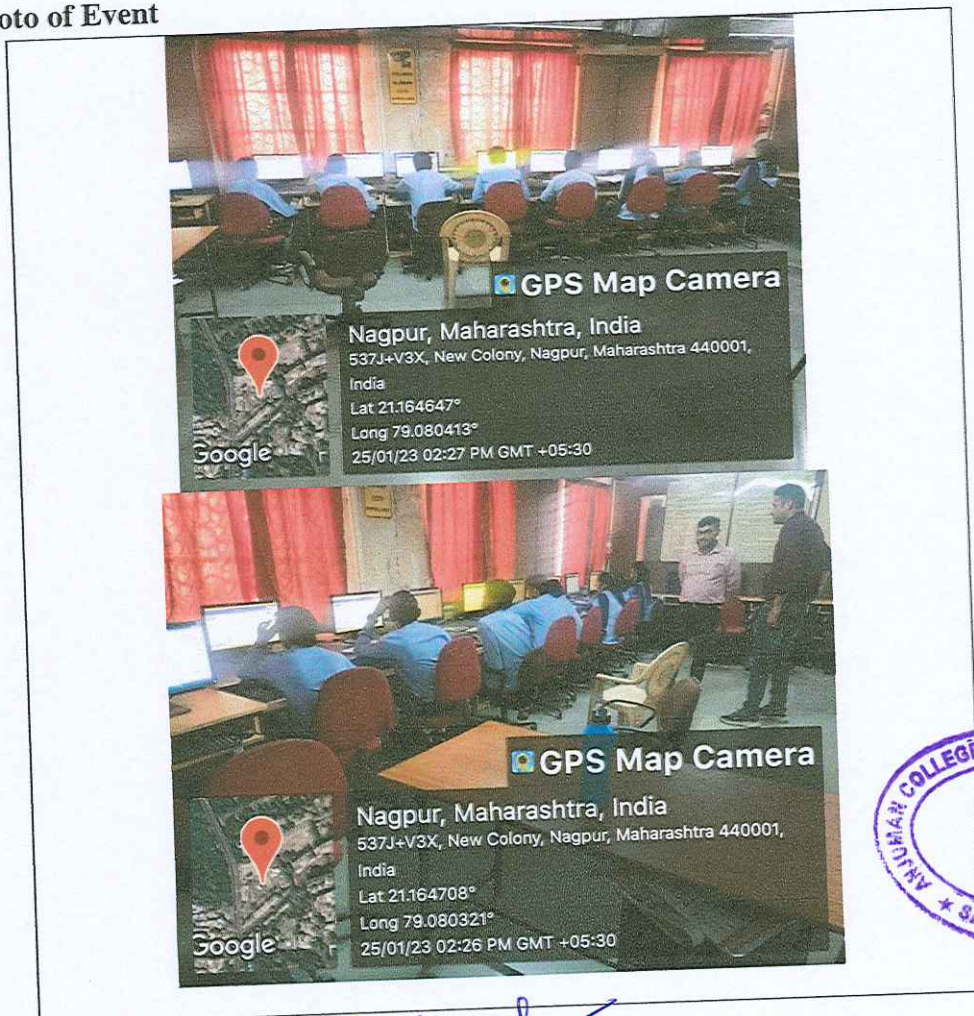 oto of Event
GPS Map Camera
Nagpur, Maharashtra, India
537J+V3X, New Colony, Nagpur, Maharashtra 440001,
India
Lat 21.164647°
Long 79.080413°
25/01/23 02:27 PM GMT +05:30
Google
GPS Map Camera
Nagpur, Maharashtra, India
537J+V3X, New Colony, Nagpur, Maharashtra 440001,
India
Lat 21.164708°
Long 79.080321°
25/01/23 02:26 PM GMT +05:30
Google
ANJUMAN COLLEGE